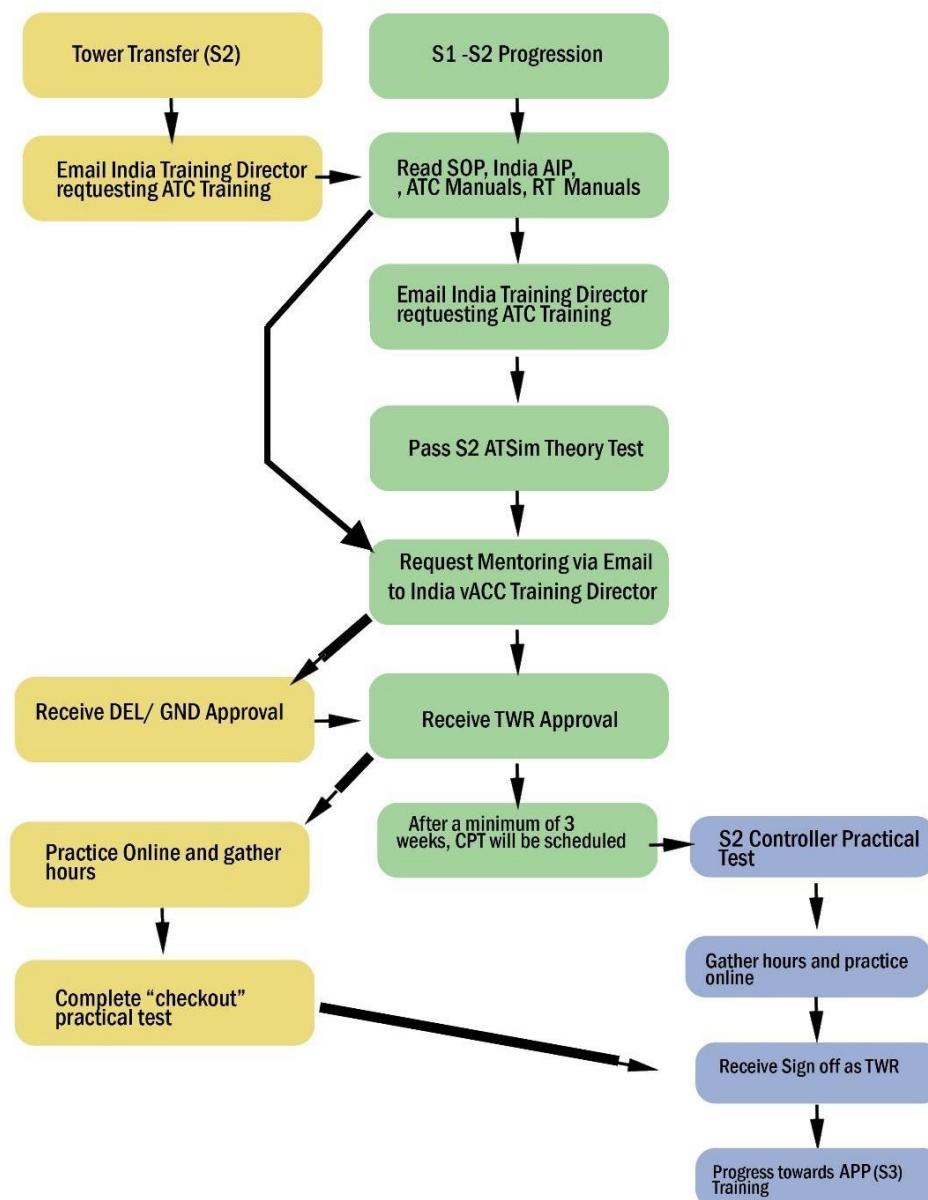 Tower Transfer (S2)
S1 -S2 Progression
Email India Training Director
reqtuesting ATC Training
Read SOP, India AIP,
, ATC Manuals, RT Manuals
Email India Training Director
reqtuesting ATC Training
Pass S2 ATSim Theory Test
Request Mentoring via Email
to India vACC Training Director
Receive DEL/ GND Approval
Receive TWR Approval
After a minimum of 3
weeks, CPT will be scheduled
S2 Controller Practical
Test
Practice Online and gather
hours
Gather hours and practice
online
Complete “checkout”
practical test
Receive Sign off as TWR
Progress towards APP (S3)
Training